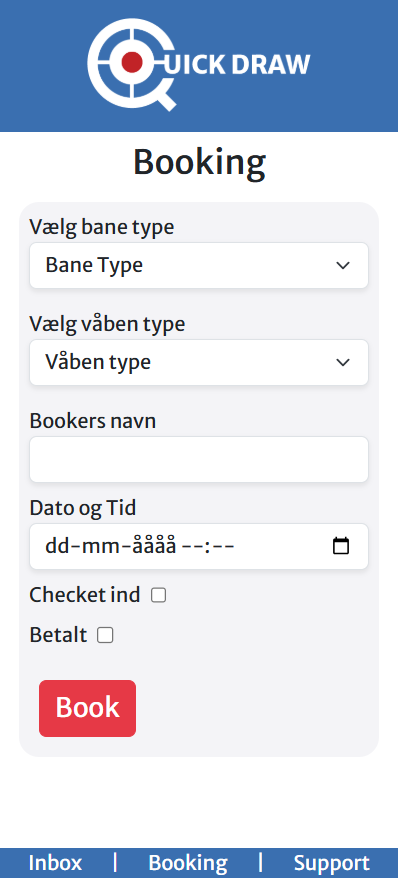 QUICK DRAW
Booking
Vælg bane type
Bane Type
Vælg våben type
Våben type
Bookers navn
Dato og Tid
dd-mm-åååå --:--
Checket ind
Betalt
Book
Inbox | Booking | Support